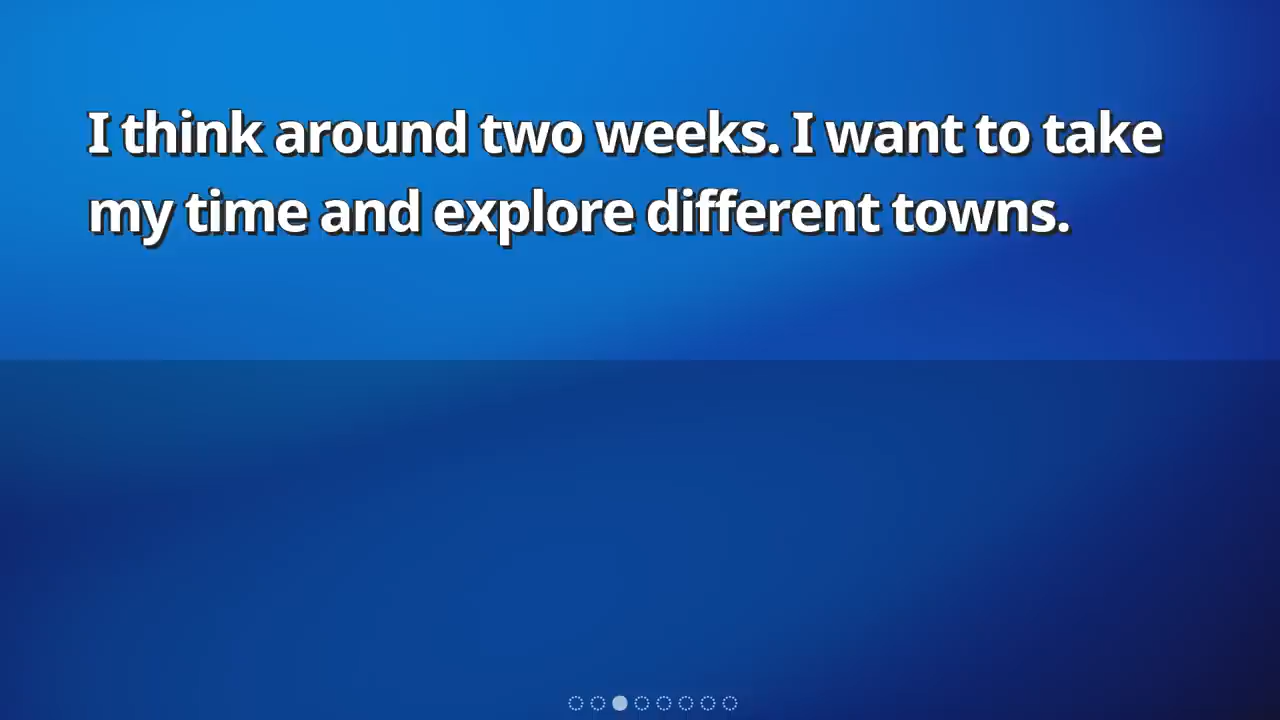 I think around two weeks. I want to take
my time and explore different towns.